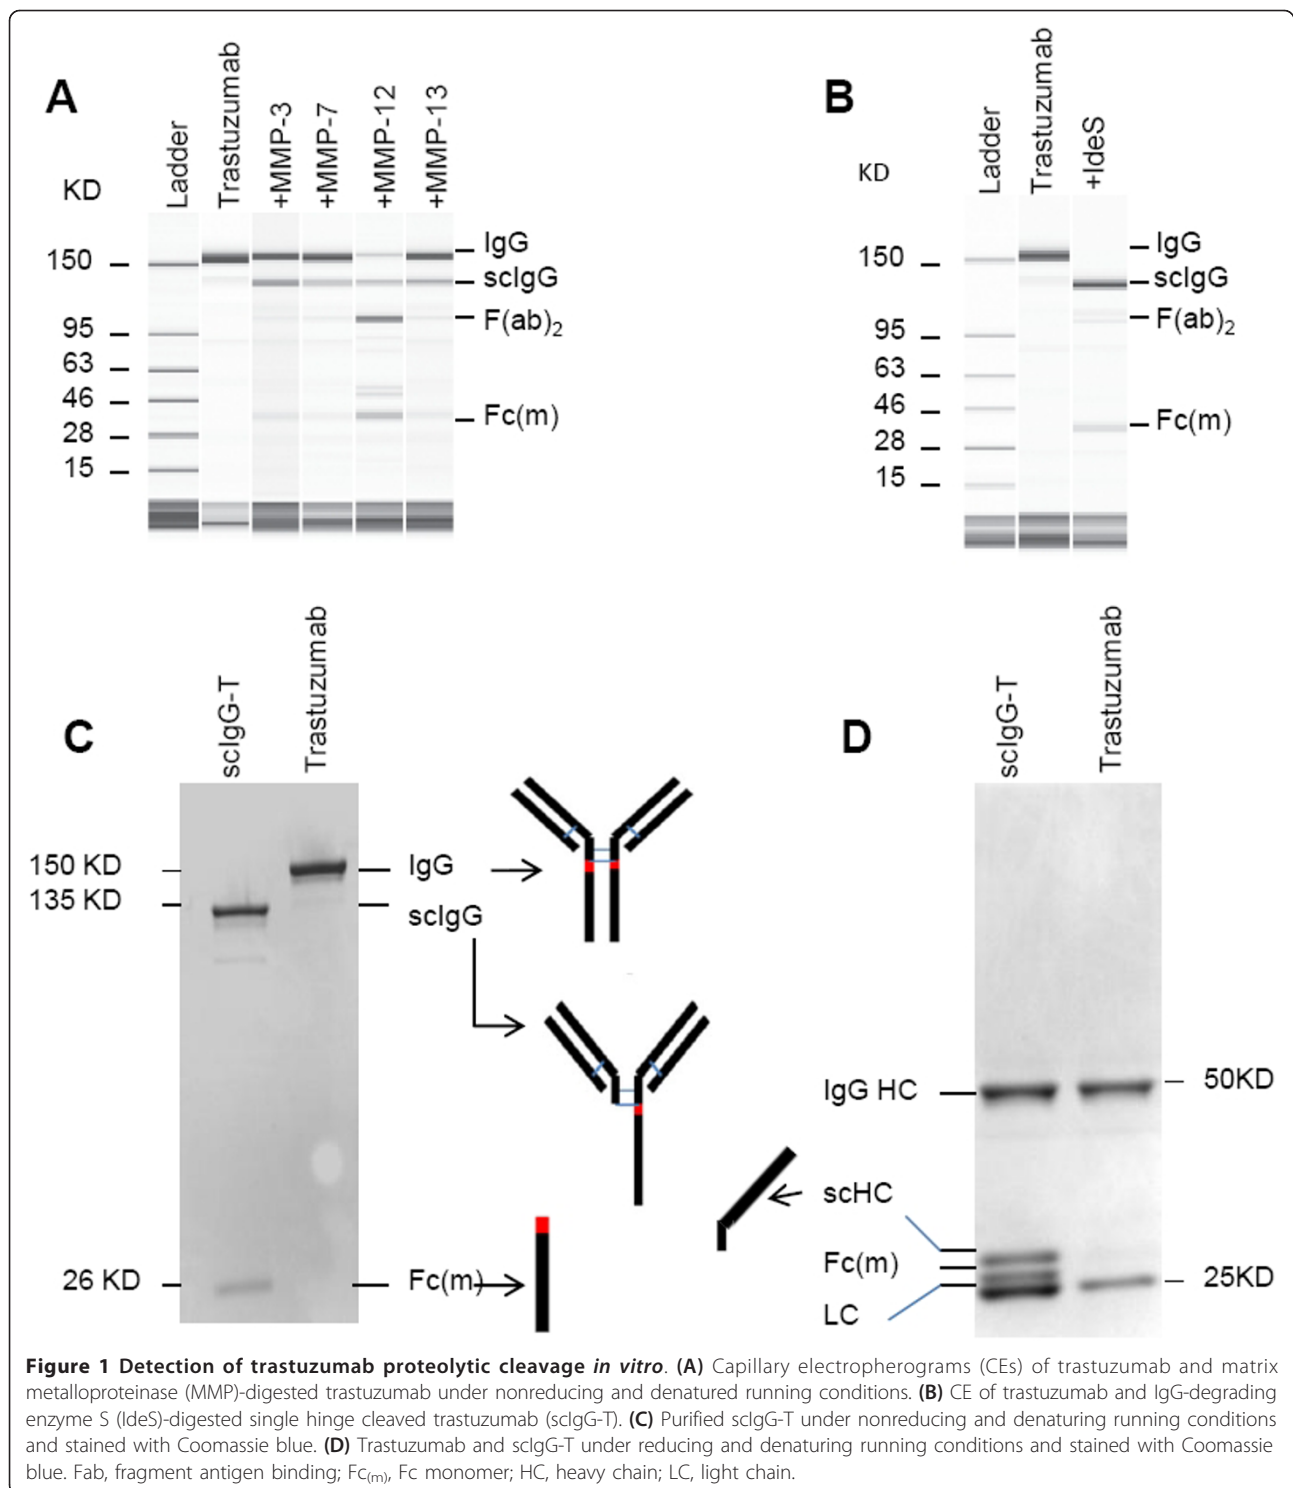 A
KD
Ladder
Trastuzumab
+MMP-3
+MMP-7
+MMP-12
+MMP-13
150
95
63
46
28
15
IgG
scIgG
F(ab)2
Fc(m)
B
KD
Ladder
Trastuzumab
+IdeS
150
95
63
46
28
15
IgG
scIgG
F(ab)2
Fc(m)
C
scIgG-T
Trastuzumab
150 KD
135 KD
26 KD
IgG
scIgG
Fc(m)
D
scIgG-T
Trastuzumab
IgG HC
scHC
Fc(m)
LC
50KD
25KD
Figure 1 Detection of trastuzumab proteolytic cleavage in vitro. (A) Capillary electropherograms (CEs) of trastuzumab and matrix
metalloproteinase (MMP)-digested trastuzumab under nonreducing and denatured running conditions. (B) CE of trastuzumab and IgG-degrading
enzyme S (IdeS)-digested single hinge cleaved trastuzumab (scIgG-T). (C) Purified scIgG-T under nonreducing and denaturing running conditions
and stained with Coomassie blue. (D) Trastuzumab and scIgG-T under reducing and denaturing running conditions and stained with Coomassie
blue. Fab, fragment antigen binding; Fc(m), Fc monomer; HC, heavy chain; LC, light chain.